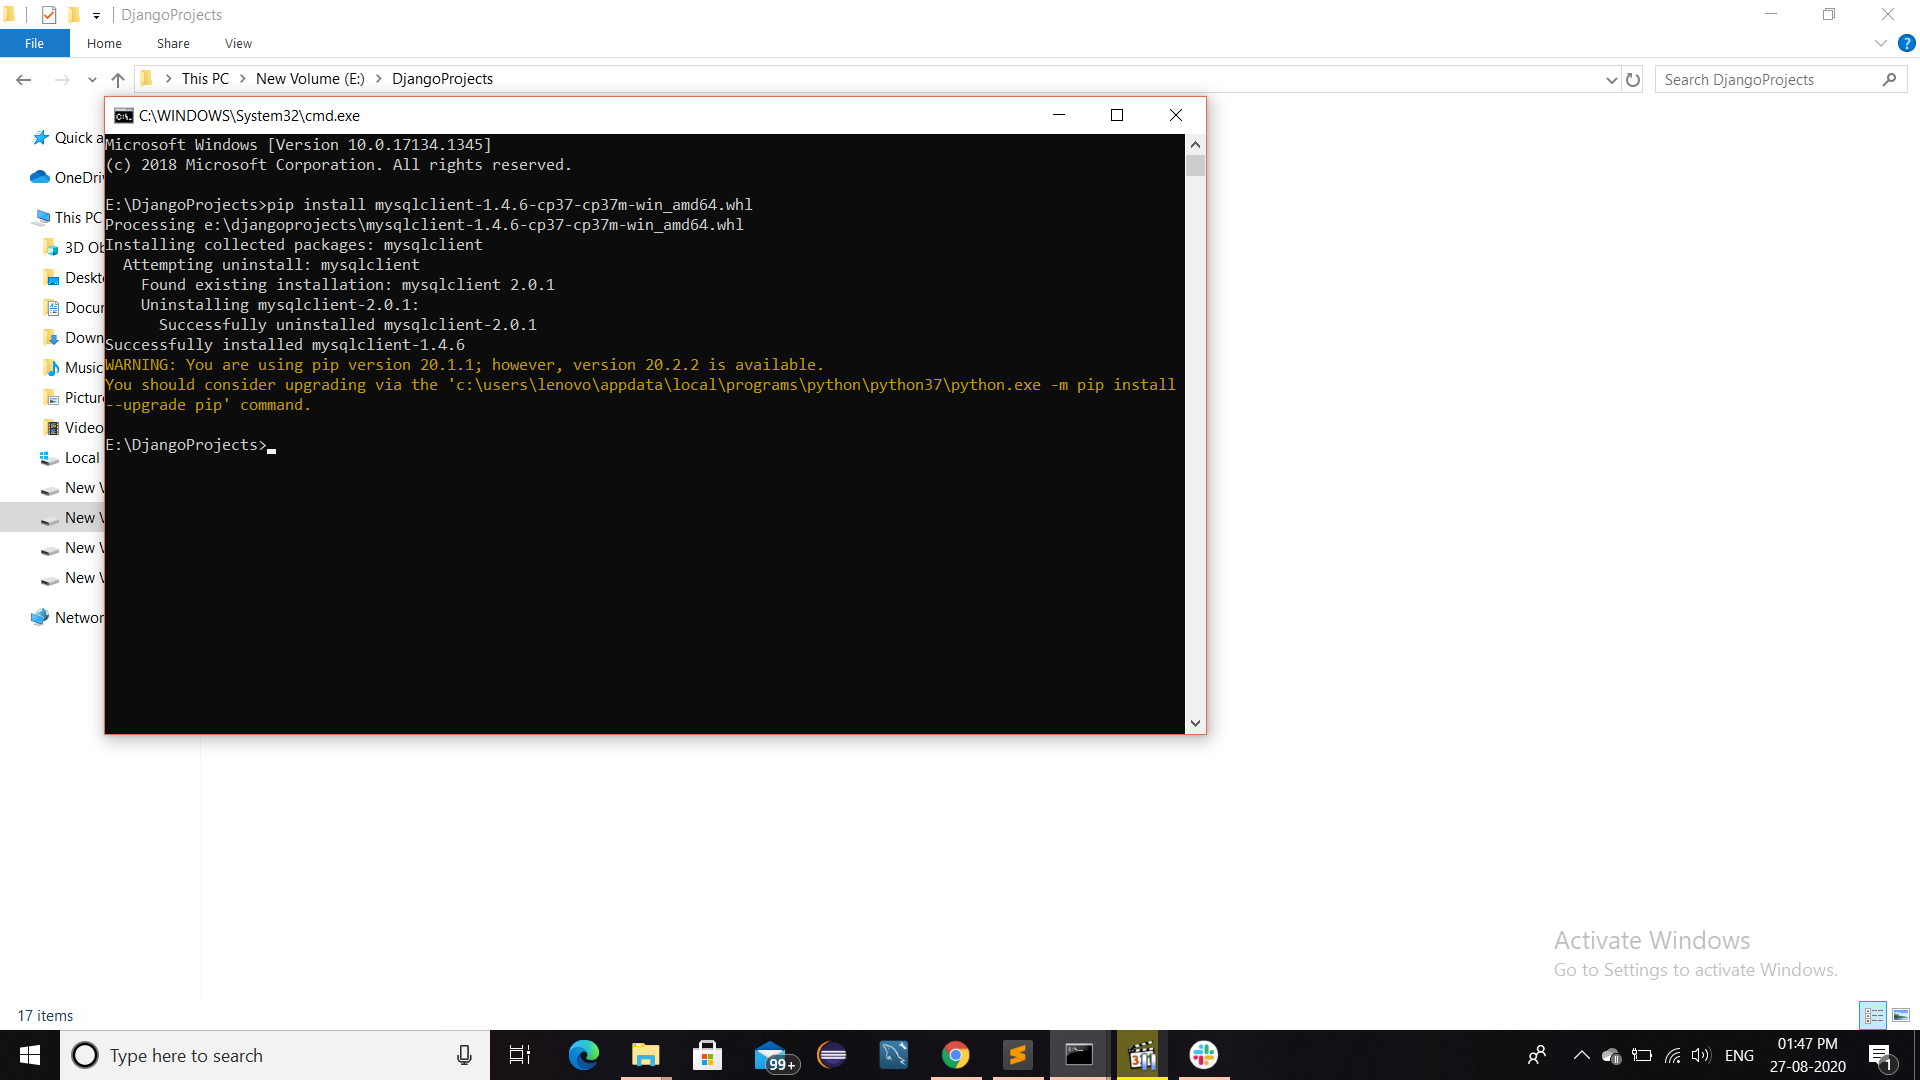 DjangoProjects
File Home Share View
This PC New Volume (E:) DjangoProjects
Search DjangoProjects
C:\WINDOWS\System32\cmd.exe
Microsoft Windows [Version 10.0.17134.1345]
(c) 2018 Microsoft Corporation. All rights reserved.
E:\DjangoProjects>pip install mysqlclient-1.4.6-cp37-cp37m-win_amd64.whl
Processing e:\djangoprojects\mysqlclient-1.4.6-cp37-cp37m-win_amd64.whl
Installing collected packages: mysqlclient
Attempting uninstall: mysqlclient
Found existing installation: mysqlclient 2.0.1
Uninstalling mysqlclient-2.0.1:
Successfully uninstalled mysqlclient-2.0.1
Successfully installed mysqlclient-1.4.6
WARNING: You are using pip version 20.1.1; however, version 20.2.2 is available.
You should consider upgrading via the 'c:\users\lenovo\appdata\local\programs\python\python37\python.exe -m pip install
--upgrade pip' command.
E:\DjangoProjects>
Quick a
OneDriv
This PC
3D Ob
Deskto
Docum
Down
Music
Picture
Video
Local
New V
New V
New V
New V
Networ
Activate Windows
Go to Settings to activate Windows.
17 items
Type here to search
99+
ENG
01:47 PM
27-08-2020
1